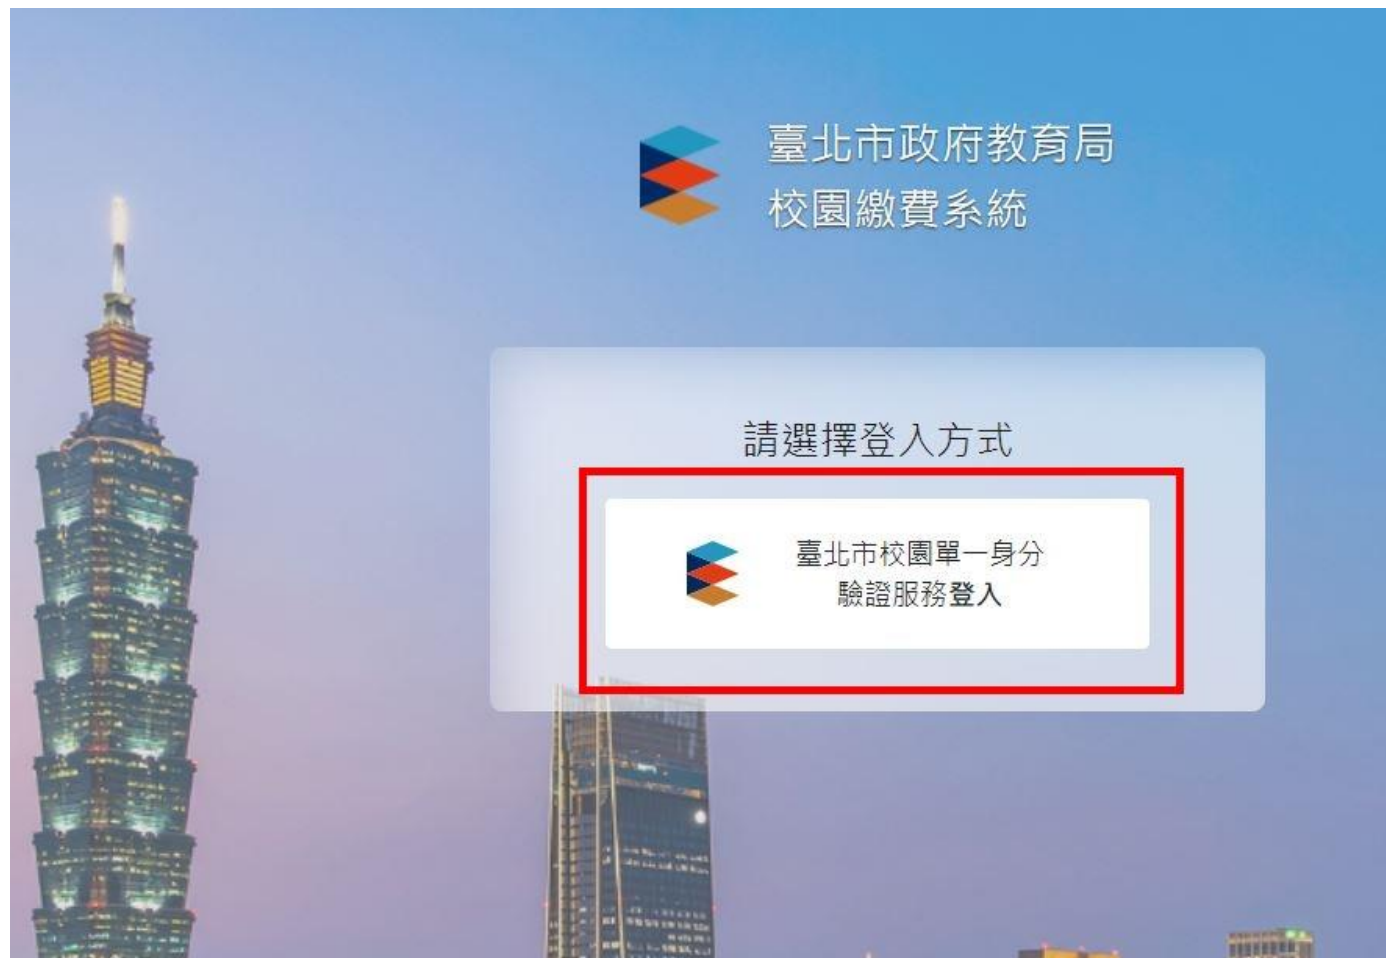 臺北市政府教育局
校園繳費系統
請選擇登入方式
臺北市校園單一身分
驗證服務登入